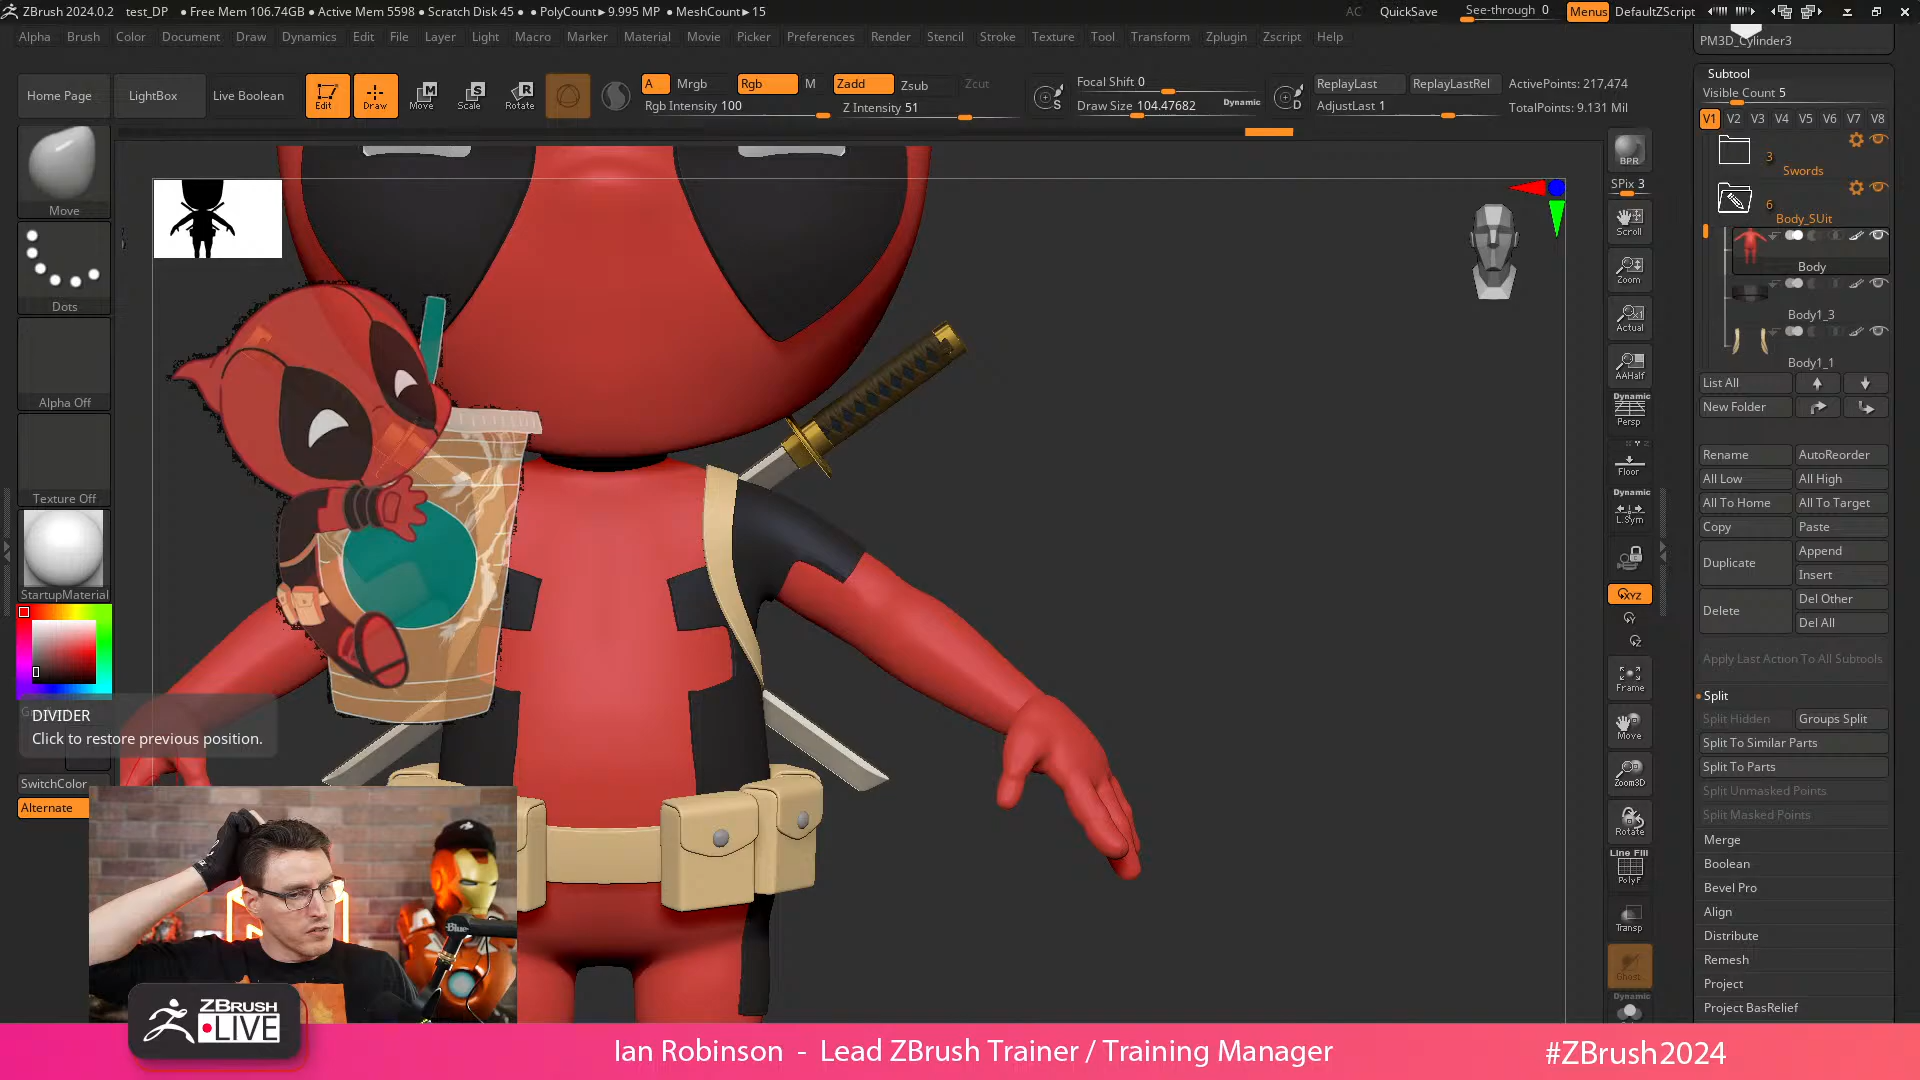 ZBrush 2024.0.2 test_DP • Free Mem 106.74GB • Active Mem 5598 • Scratch Disk 45 • PolyCount► 9.995 MP • MeshCount► 15 AC QuickSave See-through 0 Menus DefaultZScript
Alpha Brush Color Document Draw Dynamics Edit File Layer Light Macro Marker Material Movie Picker Preferences Render Stencil Stroke Texture Tool Transform Zplugin Zscript Help
PM3D_Cylinder3
Home Page LightBox Live Boolean Edit Draw Move Scale Rotate
A Mrgb Rgb M Zadd Zsub Zcut
Rgb Intensity 100 Z Intensity 51
S Focal Shift 0
Draw Size 104.47682 Dynamic D
ReplayLast ReplayLastRel ActivePoints: 217,474
AdjustLast 1 TotalPoints: 9.131 Mil
Subtool
Visible Count 5
V1 V2 V3 V4 V5 V6 V7 V8
3
Swords
6
Body_SUit
Body
Body1_3
Body1_1
List All
New Folder
Rename AutoReorder
All Low All High
All To Home All To Target
Copy Paste
Duplicate Append
Insert
Delete Del Other
Del All
Apply Last Action To All Subtools
Split
Split Hidden Groups Split
Split To Similar Parts
Split To Parts
Split Unmasked Points
Split Masked Points
Merge
Boolean
Bevel Pro
Align
Distribute
Remesh
Project
Project BasRelief
BPR
SPix 3
Scroll
Zoom
Actual
AAHalf
Dynamic
Persp
Floor
Dynamic
L.Sym
XYZ
Y
Z
Frame
Move
Zoom3D
Rotate
Line Fill
PolyF
Transp
Ghost
Dynamic
Move
Dots
Alpha Off
Texture Off
StartupMaterial
DIVIDER
Click to restore previous position.
SwitchColor
Alternate
Blue
ZBRUSH
LIVE
Ian Robinson - Lead ZBrush Trainer / Training Manager
#ZBrush2024